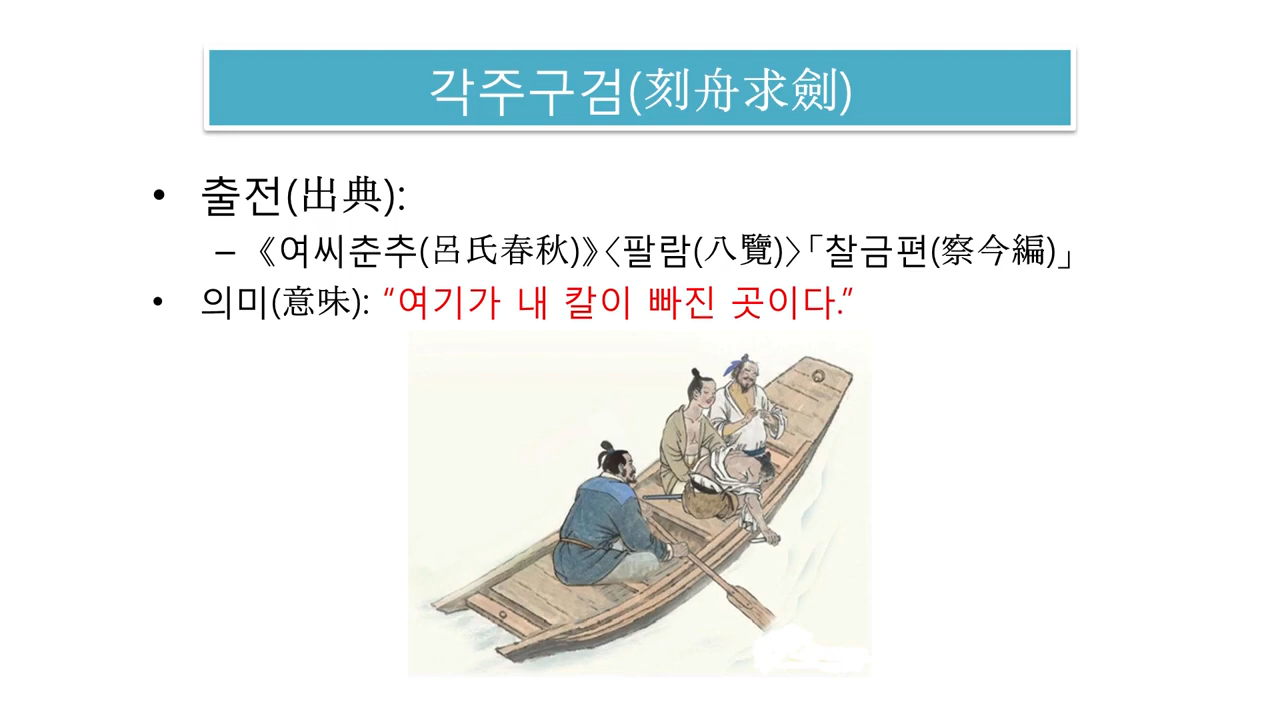 각주구검(刻舟求劍)
• 출전(出典):
– 《여씨춘추(呂氏春秋)》〈팔람(八覽)〉「찰금편(察今編)」
• 의미(意味): “여기가 내 칼이 빠진 곳이다.”